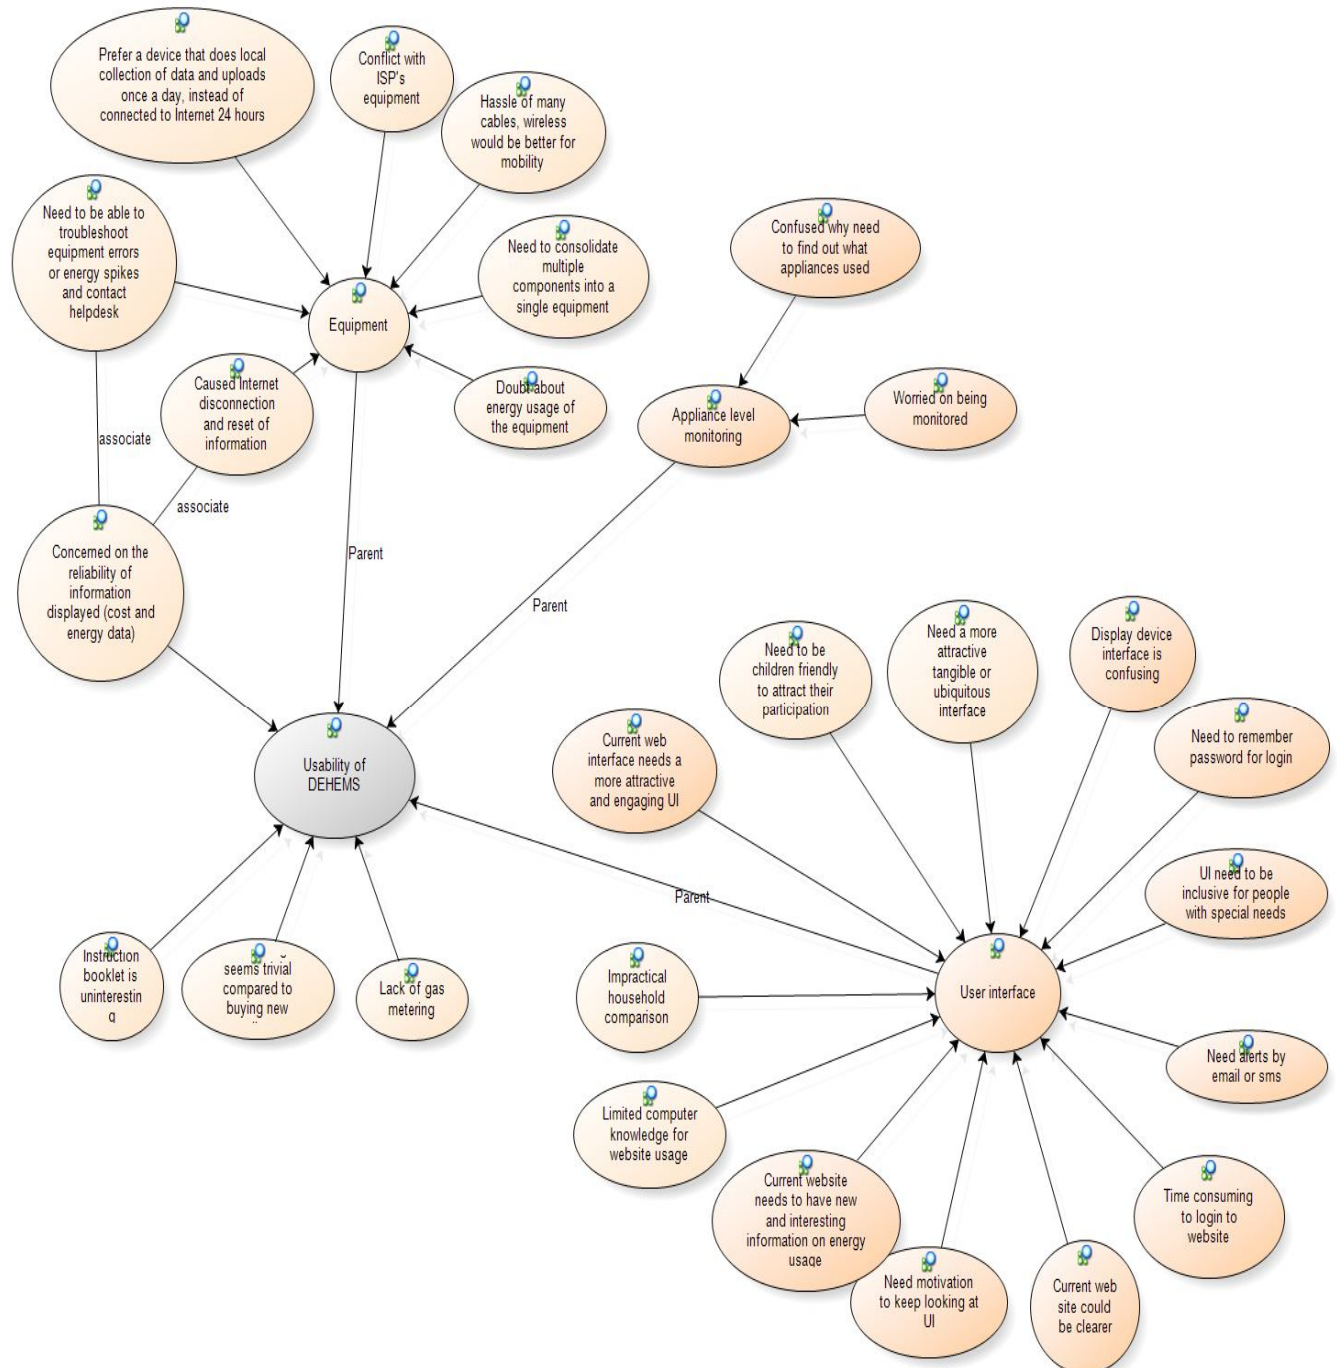 Prefer a device that does local
collection of data and uploads
once a day, instead of
connected to Internet 24 hours
Conflict with
ISP's
equipment
Hassle of many
cables, wireless
would be better for
mobility
Need to be able to
troubleshoot
equipment errors
or energy spikes
and contact
helpdesk
Need to consolidate
multiple
components into a
single equipment
Confused why need
to find out what
appliances used
Equipment
Caused Internet
disconnection
and reset of
information
Doubt about
energy usage of
the equipment
Appliance level
monitoring
Worried on being
monitored
associate
associate
Concerned on the
reliability of
information
displayed (cost and
energy data)
Parent
Parent
Need to be
children friendly
to attract their
participation
Need a more
attractive
tangible or
ubiquitous
interface
Display device
interface is
confusing
Usability of
DEHEMS
Current web
interface needs a
more attractive
and engaging UI
Need to remember
password for login
Parent
UI need to be
inclusive for people
with special needs
Instruction
booklet is
uninterestin
g
seems trivial
compared to
buying new
Lack of gas
metering
Impractical
household
comparison
User interface
Need alerts by
email or sms
Limited computer
knowledge for
website usage
Current website
needs to have new
and interesting
information on energy
usage
Need motivation
to keep looking at
UI
Current web
site could
be clearer
Time consuming
to login to
website